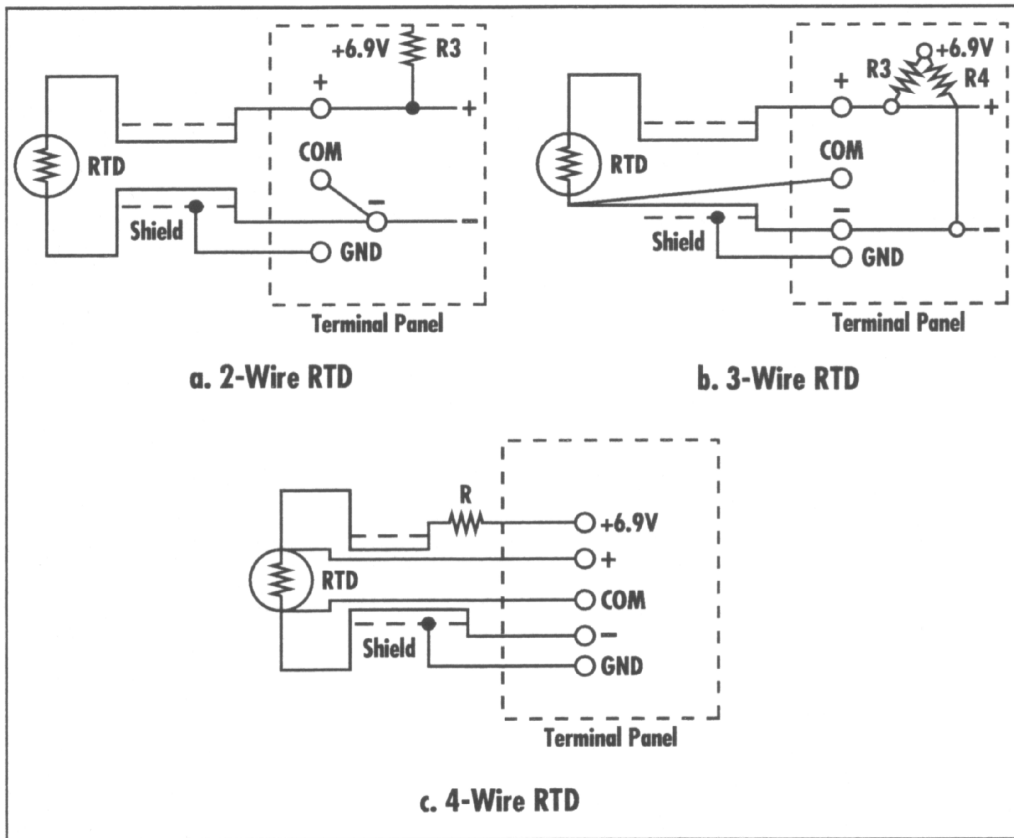 +6.9V R3
+
+
COM
RTD
−
−
Shield
GND
Terminal Panel
a. 2-Wire RTD
+6.9V
R3
R4
+
+
COM
RTD
−
−
Shield
GND
Terminal Panel
b. 3-Wire RTD
R
+6.9V
+
RTD
COM
−
Shield
GND
Terminal Panel
c. 4-Wire RTD